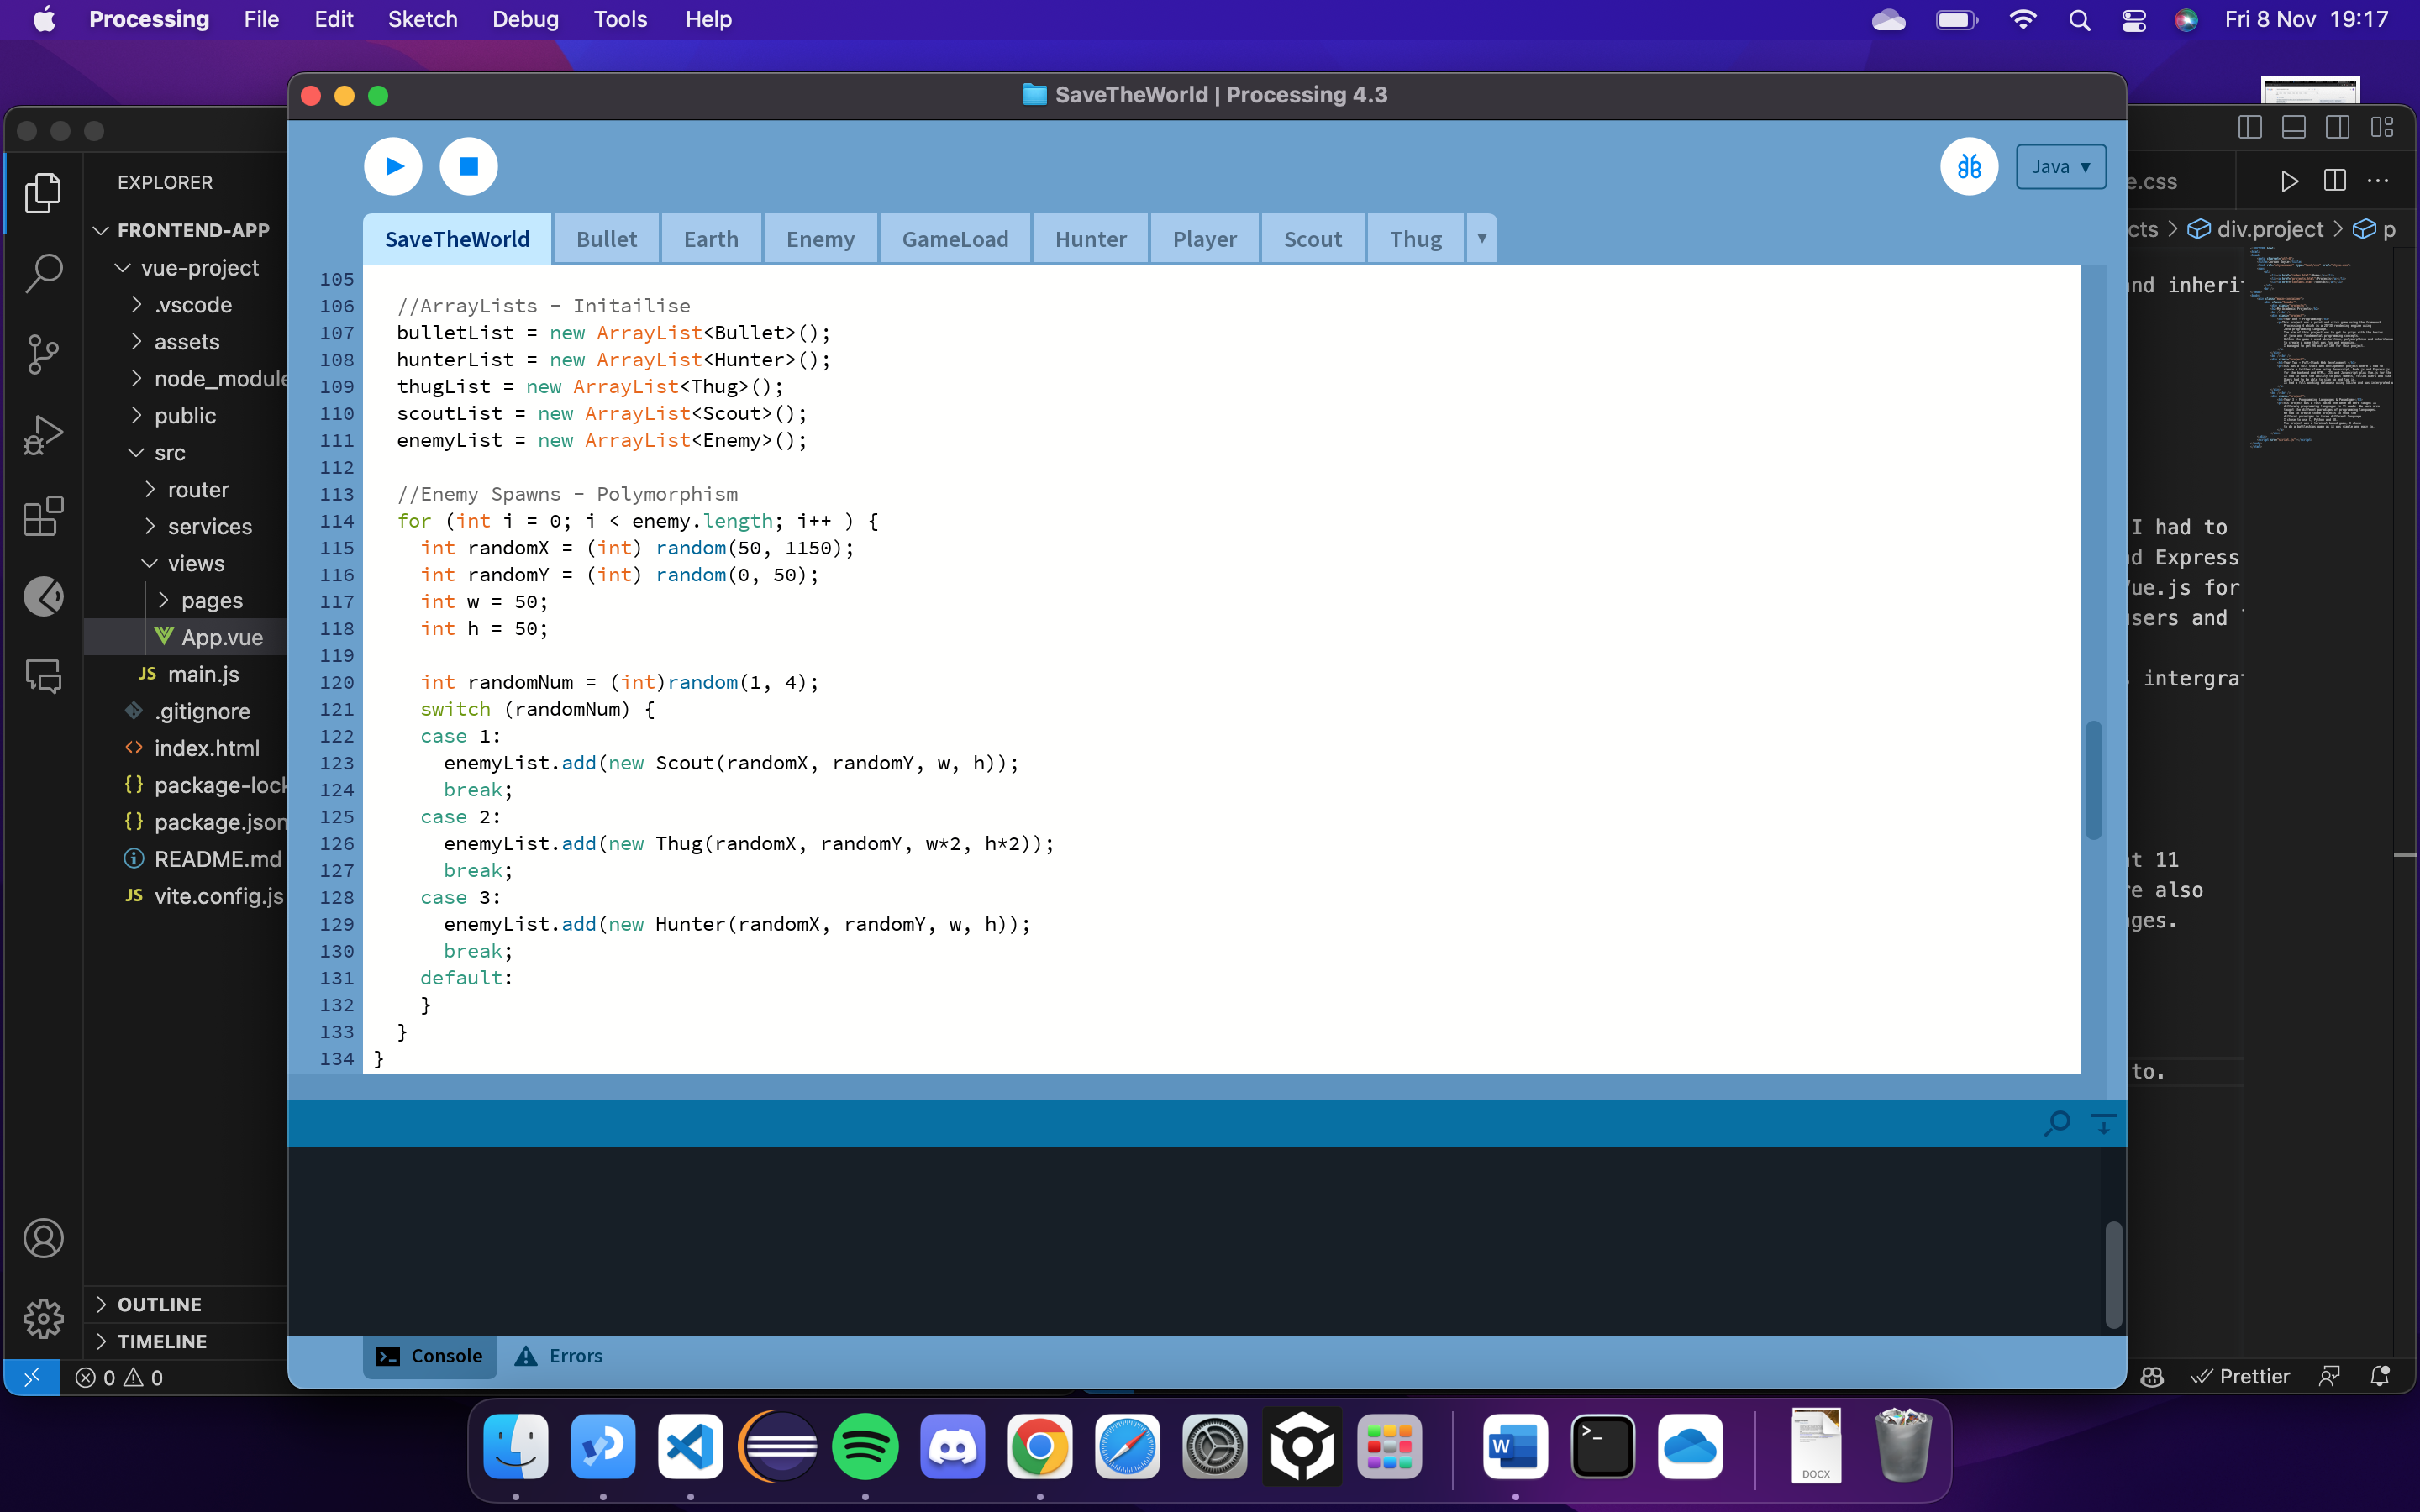 Processing File Edit Sketch Debug Tools Help Fri 8 Nov 19:17
SaveTheWorld | Processing 4.3
Java
SaveTheWorld Bullet Earth Enemy GameLoad Hunter Player Scout Thug
EXPLORER
FRONTEND-APP
vue-project
.vscode
assets
node_module
public
src
router
services
views
pages
App.vue
JS main.js
.gitignore
<> index.html
{} package-lock
{} package.json
README.md
JS vite.config.js
OUTLINE
TIMELINE
0 0
105
106 //ArrayLists - Initailise
107 bulletList = new ArrayList<Bullet>();
108 hunterList = new ArrayList<Hunter>();
109 thugList = new ArrayList<Thug>();
110 scoutList = new ArrayList<Scout>();
111 enemyList = new ArrayList<Enemy>();
112
113 //Enemy Spawns - Polymorphism
114 for (int i = 0; i < enemy.length; i++ ) {
115 int randomX = (int) random(50, 1150);
116 int randomY = (int) random(0, 50);
117 int w = 50;
118 int h = 50;
119
120 int randomNum = (int)random(1, 4);
121 switch (randomNum) {
122 case 1:
123 enemyList.add(new Scout(randomX, randomY, w, h));
124 break;
125 case 2:
126 enemyList.add(new Thug(randomX, randomY, w*2, h*2));
127 break;
128 case 3:
129 enemyList.add(new Hunter(randomX, randomY, w, h));
130 break;
131 default:
132 }
133 }
134 }
Console Errors
e.css
cts > div.project > p
nd inheri
I had to
d Express
ue.js for
sers and
intergra
t 11
e also
ges.
to.
Prettier
W
>_
DOCX